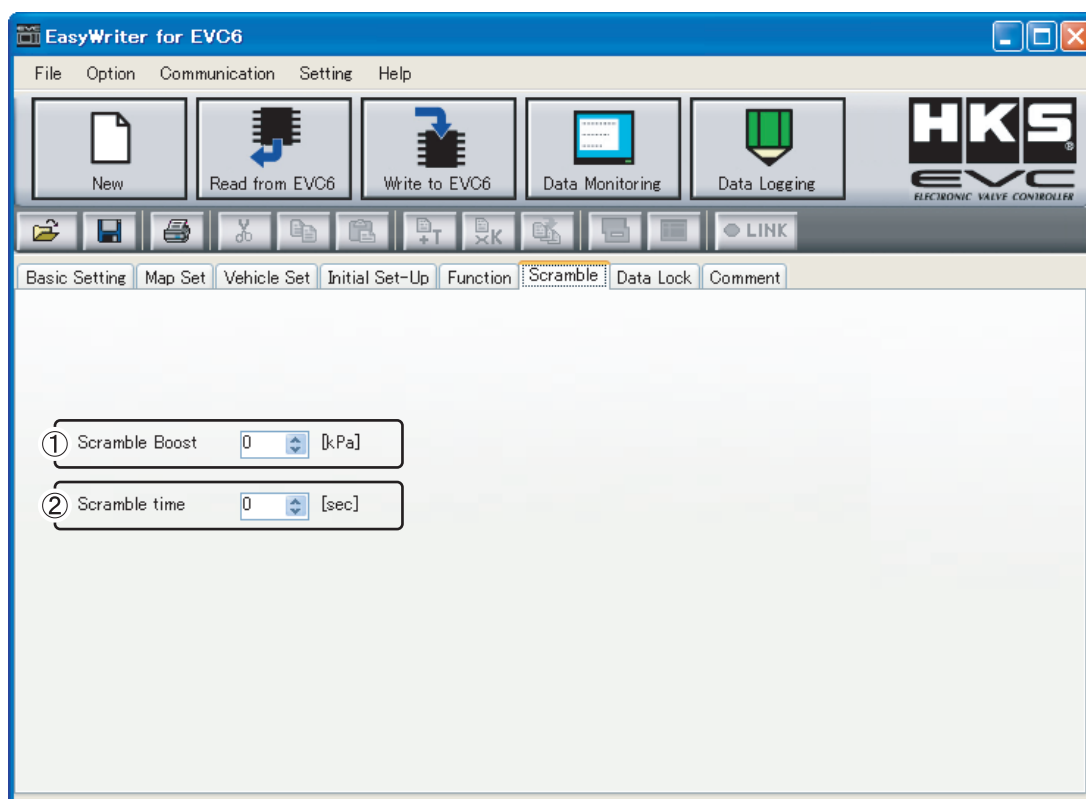 EasyWriter for EVC6
File Option Communication Setting Help
New Read from EVC6 Write to EVC6 Data Monitoring Data Logging
HKS
EVC
ELECTRONIC VALVE CONTROLLER
LINK
Basic Setting Map Set Vehicle Set Initial Set-Up Function Scramble Data Lock Comment
① Scramble Boost 0 [kPa]
② Scramble time 0 [sec]